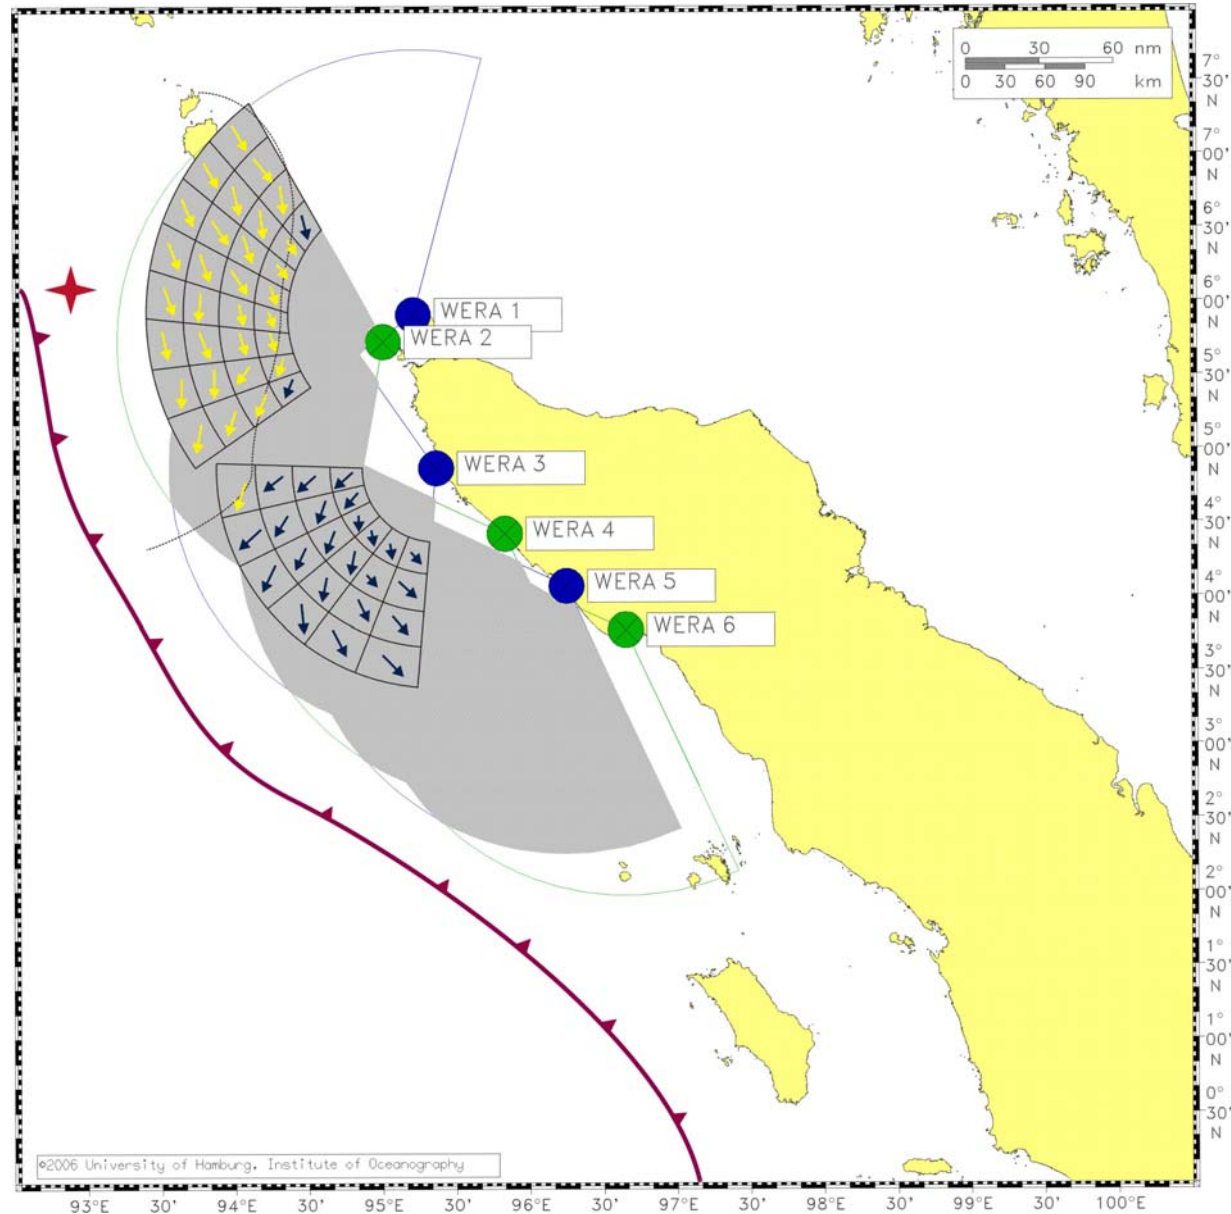 0 30 60 nm
0 30 60 90 km
7°
30'
N
7°
00'
N
6°
30'
N
6°
00'
N
5°
30'
N
5°
00'
N
4°
30'
N
4°
00'
N
3°
30'
N
3°
00'
N
2°
30'
N
2°
00'
N
1°
30'
N
1°
00'
N
0°
30'
N
WERA 1
WERA 2
WERA 3
WERA 4
WERA 5
WERA 6
©2006 University of Hamburg, Institute of Oceanography
93°E 30' 94°E 30' 95°E 30' 96°E 30' 97°E 30' 98°E 30' 99°E 30' 100°E